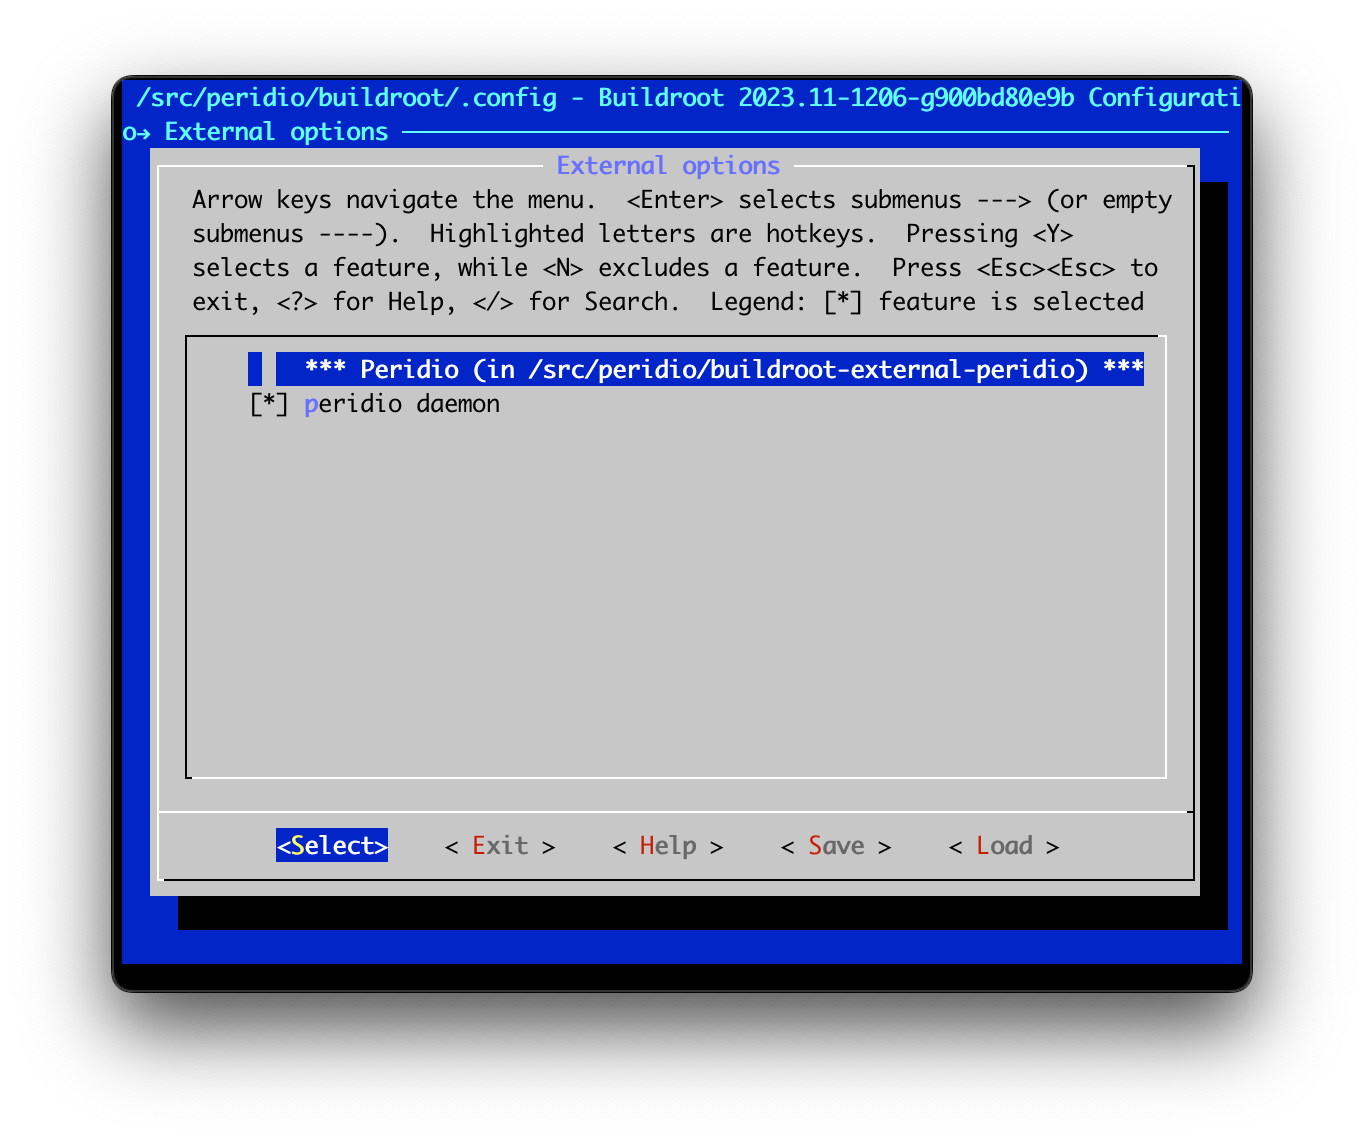 /src/peridio/buildroot/.config - Buildroot 2023.11-1206-g900bd80e9b Configurati
o→ External options
External options
Arrow keys navigate the menu.  <Enter> selects submenus ---> (or empty
submenus ----).  Highlighted letters are hotkeys.  Pressing <Y>
selects a feature, while <N> excludes a feature.  Press <Esc><Esc> to
exit, <?> for Help, </> for Search.  Legend: [*] feature is selected
*** Peridio (in /src/peridio/buildroot-external-peridio) ***
[*] peridio daemon
<Select>    < Exit >    < Help >    < Save >    < Load >